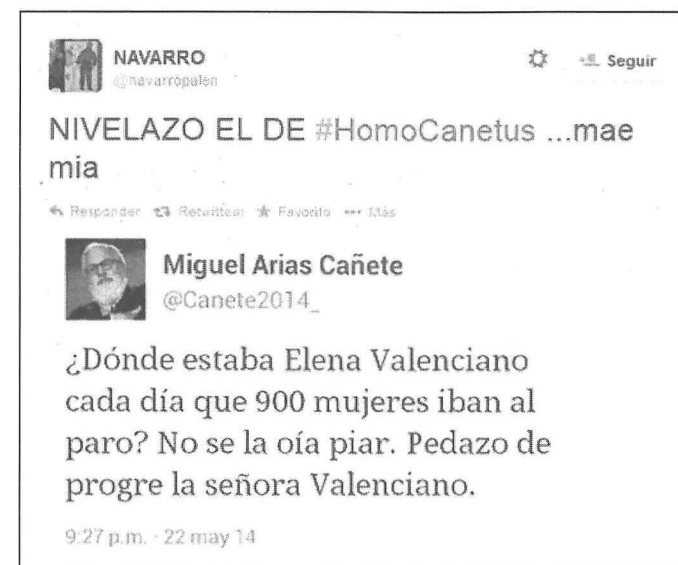 NAVARRO
@navarropalen
Seguir
NIVELAZO EL DE #HomoCanetus ...mae
mia
Responder Retwittear Favorito Más
Miguel Arias Cañete
@Canete2014_
¿Dónde estaba Elena Valenciano
cada día que 900 mujeres iban al
paro? No se la oía piar. Pedazo de
progre la señora Valenciano.
9:27 p.m. · 22 may 14